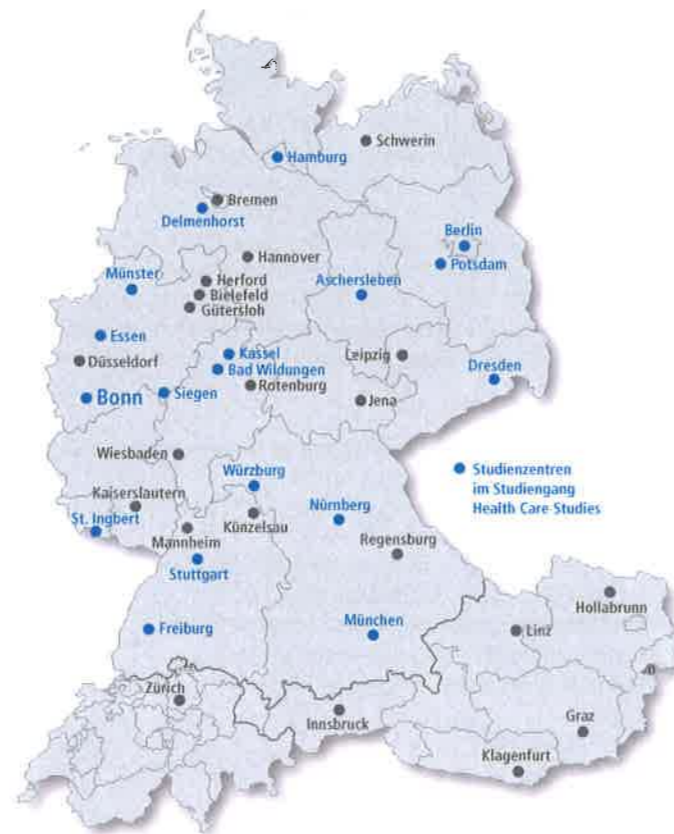 Schwerin
Hamburg
Bremen
Delmenhorst
Berlin
Hannover
Potsdam
Münster
Herford
Aschersleben
Bielefeld
Gütersloh
Essen
Kassel
Leipzig
Düsseldorf
Bad Wildungen
Dresden
Rotenburg
Bonn
Siegen
Jena
Wiesbaden
Würzburg
Studienzentren
im Studiengang
Health Care Studies
Kaiserslautern
Nürnberg
St. Ingbert
Künzelsau
Mannheim
Regensburg
Stuttgart
Hollabrunn
Freiburg
München
Linz
Zürich
Innsbruck
Graz
Klagenfurt